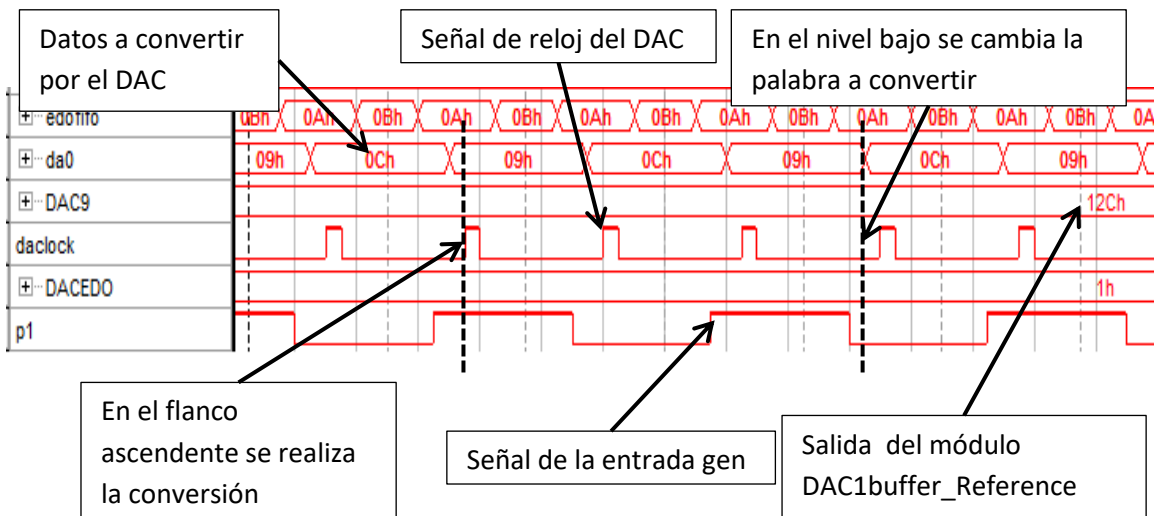 Datos a convertir
por el DAC
Señal de reloj del DAC
En el nivel bajo se cambia la
palabra a convertir
edofifo 0Bh 0Ah 0Bh 0Ah 0Bh 0Ah 0Bh 0Ah 0Bh 0Ah 0Bh 0Ah 0Bh 0A
da0 09h 0Ch 09h 0Ch 09h 0Ch 09h
DAC9 12Ch
daclock
DACEDO 1h
p1
En el flanco
ascendente se realiza
la conversión
Señal de la entrada gen
Salida del módulo
DAC1buffer_Reference